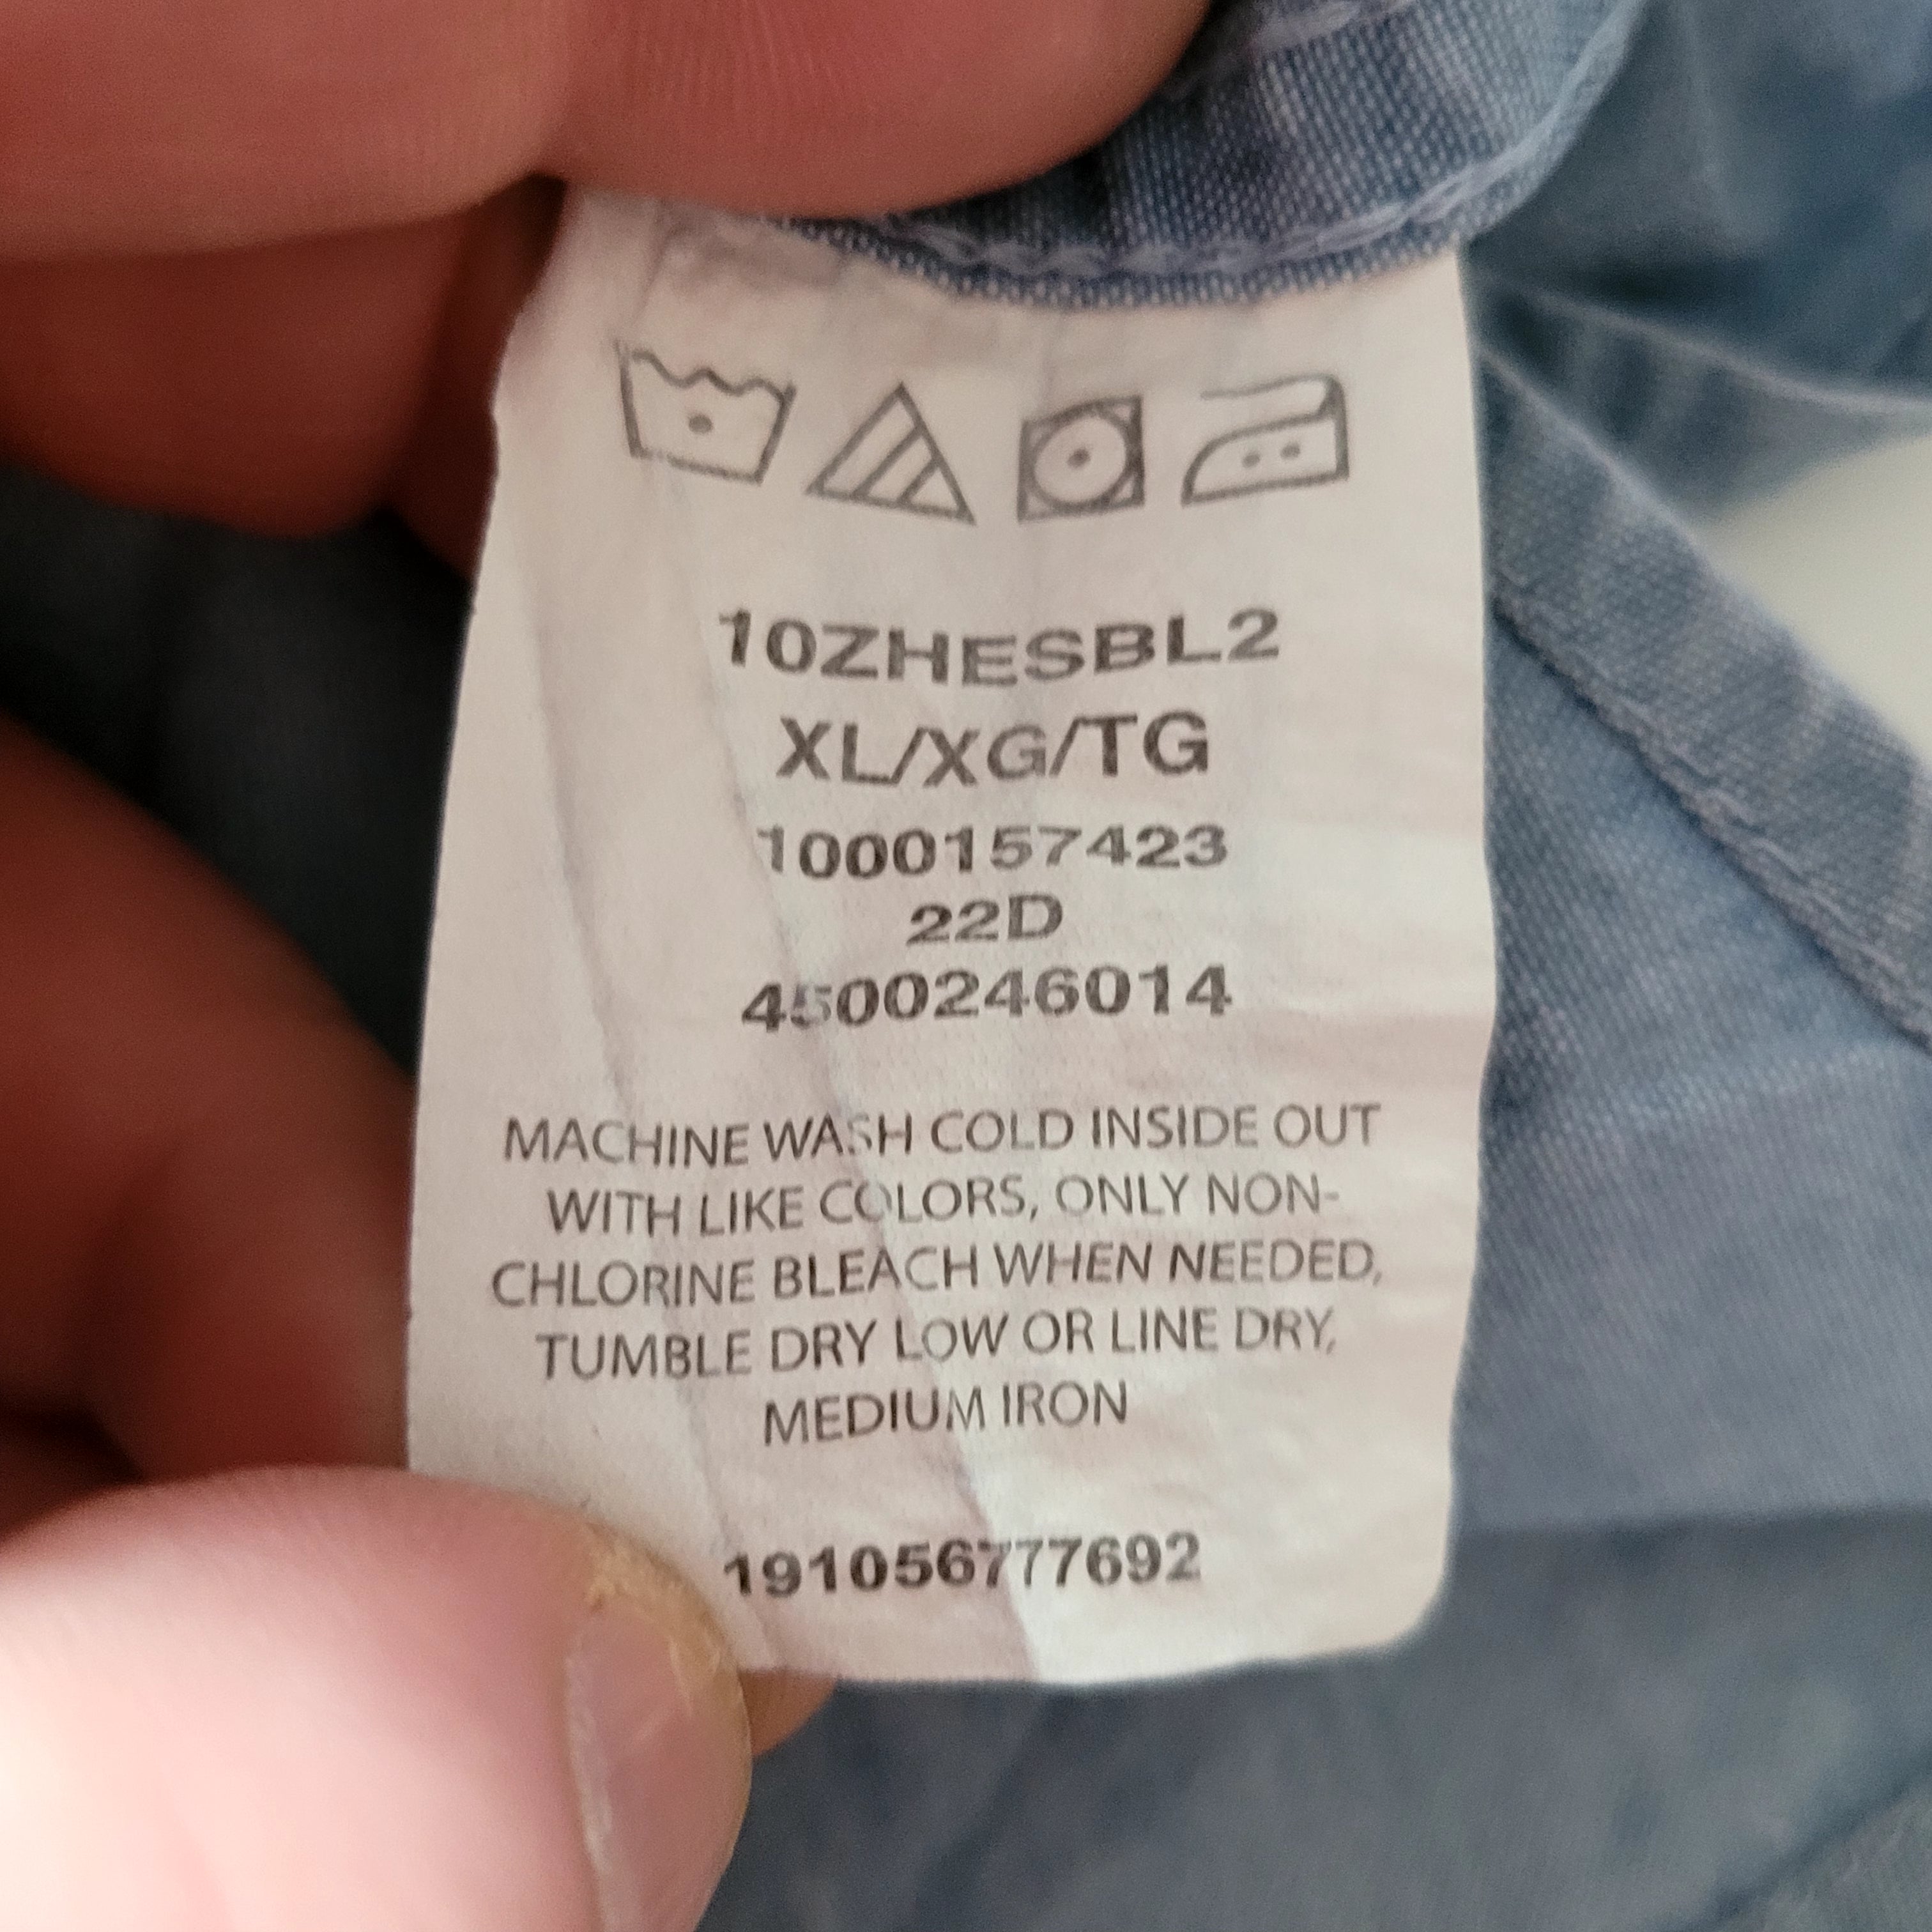 10ZHESBL2
XL/XG/TG
1000157423
22D
4500246014
MACHINE WASH COLD INSIDE OUT
WITH LIKE COLORS, ONLY NON-
CHLORINE BLEACH WHEN NEEDED,
TUMBLE DRY LOW OR LINE DRY,
MEDIUM IRON
191056777692